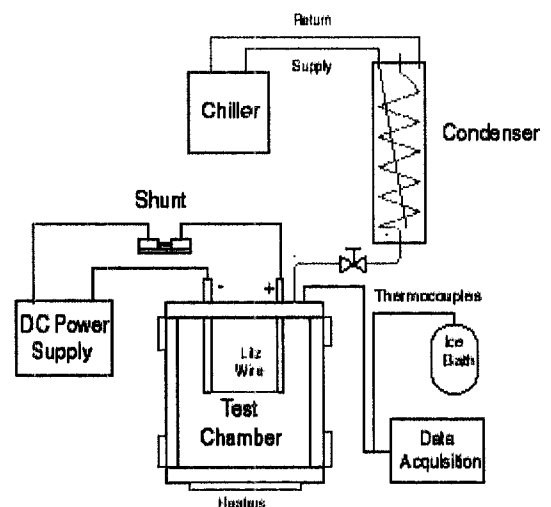 Return
Supply
Chiller
Condenser
Shunt
- +
Thermocouples
DC Power
Supply
Litz
Wire
Ice
Bath
Test
Chamber
Data
Acquisition
Heaters